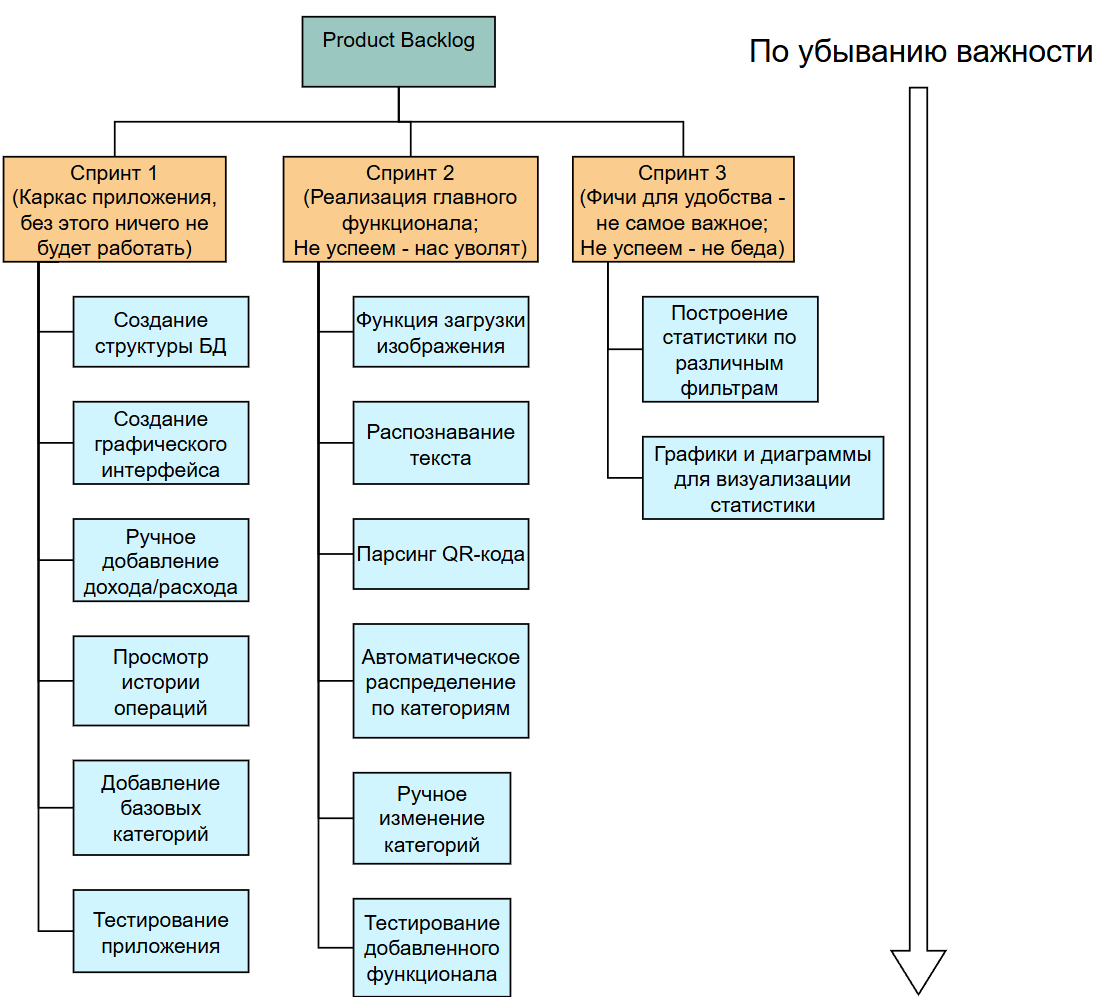 Product Backlog
По убыванию важности
Спринт 1
(Каркас приложения,
без этого ничего не
будет работать)
Создание
структуры БД
Создание
графического
интерфейса
Ручное
добавление
дохода/расхода
Просмотр
истории
операций
Добавление
базовых
категорий
Тестирование
приложения
Спринт 2
(Реализация главного
функционала;
Не успеем - нас уволят)
Функция загрузки
изображения
Распознавание
текста
Парсинг QR-кода
Автоматическое
распределение
по категориям
Ручное
изменение
категорий
Тестирование
добавленного
функционала
Спринт 3
(Фичи для удобства -
не самое важное;
Не успеем - не беда)
Построение
статистики по
различным
фильтрам
Графики и диаграммы
для визуализации
статистики